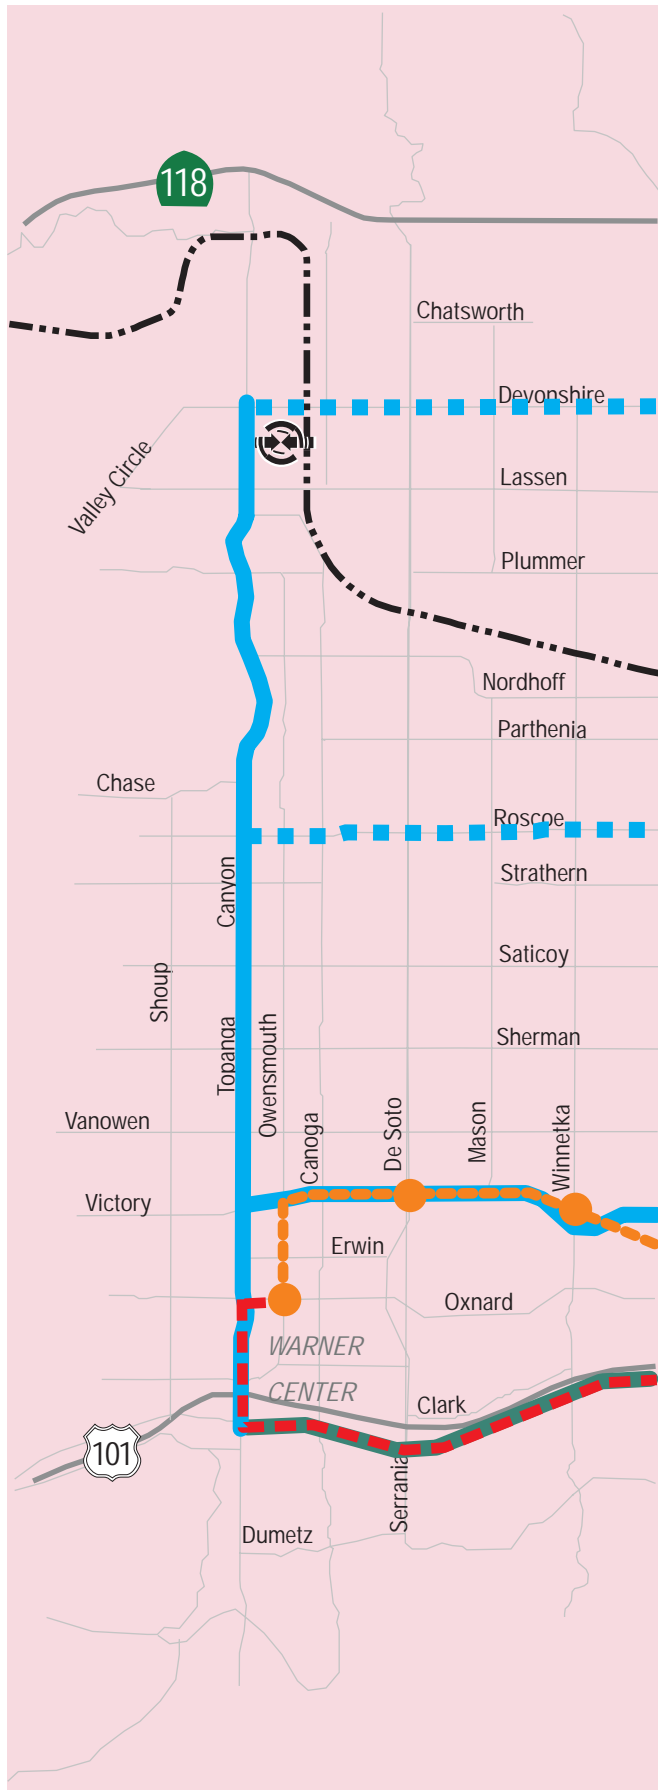 118
Chatsworth
Devonshire
Valley Circle
Lassen
Plummer
Nordhoff
Parthenia
Chase
Roscoe
Canyon
Strathern
Saticoy
Shoup
Topanga
Owensmouth
Sherman
Vanowen
Canoga
De Soto
Mason
Winnetka
Victory
Erwin
Oxnard
WARNER
CENTER
Clark
101
Serrania
Dumetz